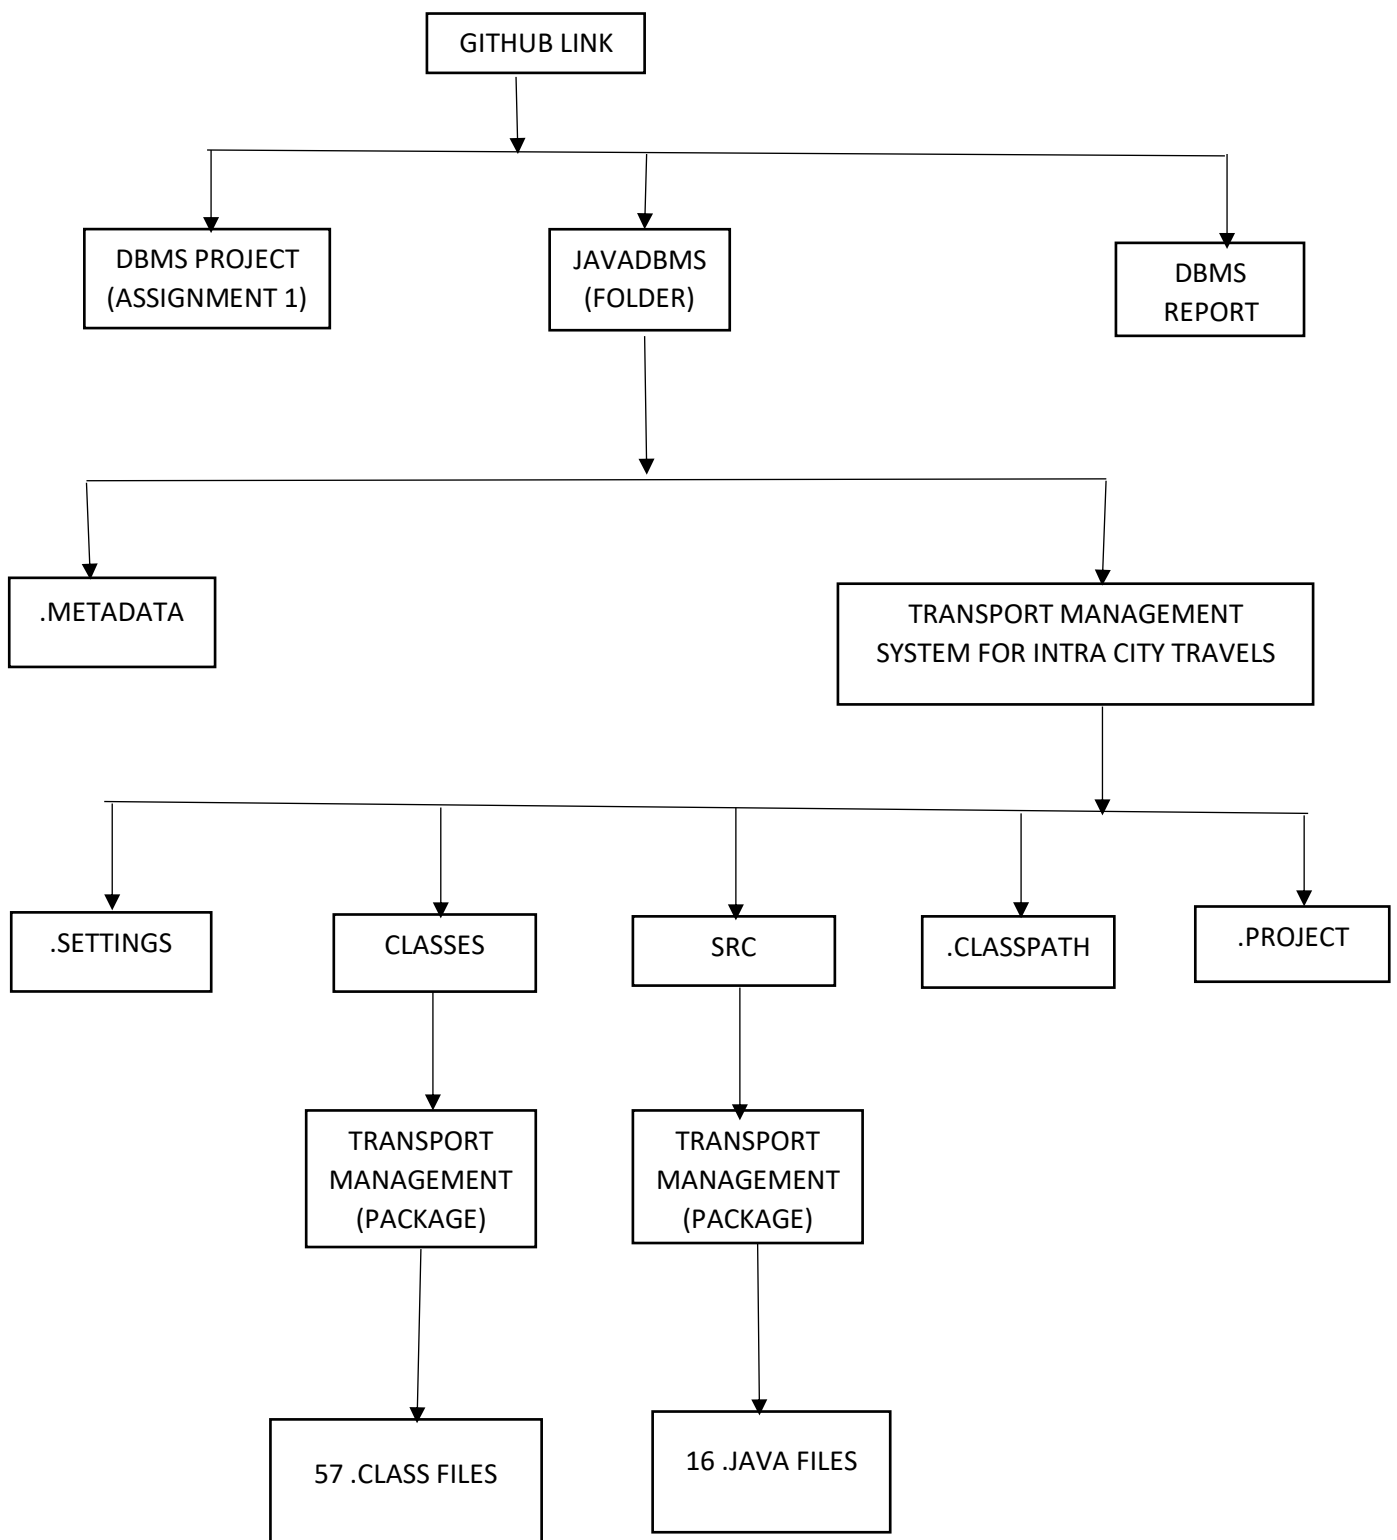 GITHUB LINK
DBMS PROJECT
(ASSIGNMENT 1)
JAVADBMS
(FOLDER)
DBMS
REPORT
.METADATA
TRANSPORT MANAGEMENT
SYSTEM FOR INTRA CITY TRAVELS
.SETTINGS
CLASSES
SRC
.CLASSPATH
.PROJECT
TRANSPORT
MANAGEMENT
(PACKAGE)
TRANSPORT
MANAGEMENT
(PACKAGE)
57 .CLASS FILES
16 .JAVA FILES